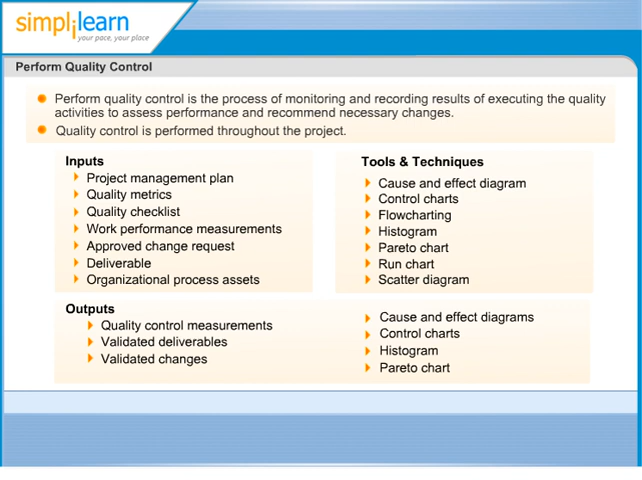 simplilearn
your pace, your place
Perform Quality Control
Perform quality control is the process of monitoring and recording results of executing the quality
activities to assess performance and recommend necessary changes.
Quality control is performed throughout the project.
Inputs
Project management plan
Quality metrics
Quality checklist
Work performance measurements
Approved change request
Deliverable
Organizational process assets
Tools & Techniques
Cause and effect diagram
Control charts
Flowcharting
Histogram
Pareto chart
Run chart
Scatter diagram
Outputs
Quality control measurements
Validated deliverables
Validated changes
Cause and effect diagrams
Control charts
Histogram
Pareto chart